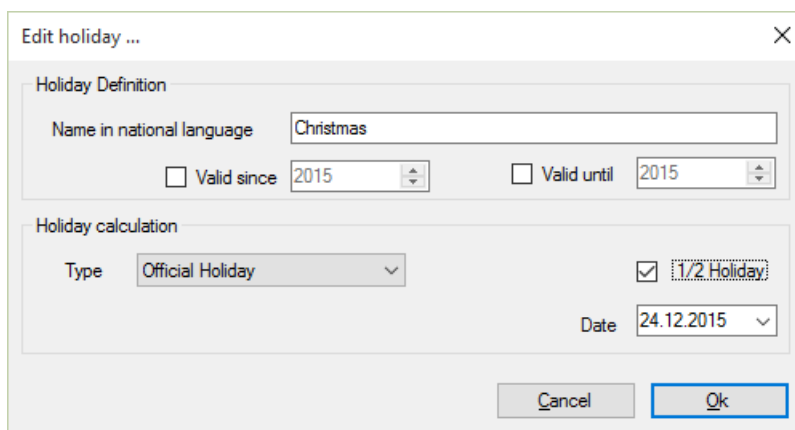 Edit holiday ...
Holiday Definition
Name in national language Christmas
Valid since 2015 Valid until 2015
Holiday calculation
Type Official Holiday 1/2 Holiday
Date 24.12.2015
Cancel Ok